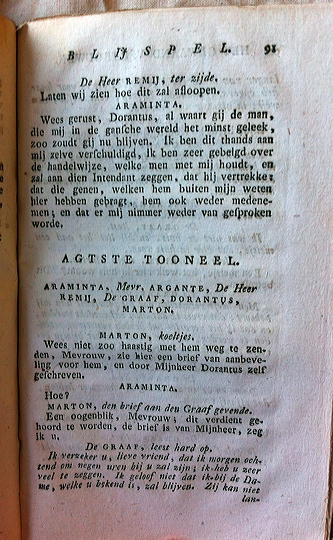 BLIJSPEL. 91
De Heer REMIJ, ter zijde.
Laten wij zien hoe dit zal afloopen.
ARAMINTA.
Wees gerust, Dorantus, al waart gij de man,
die mij in de gansche wereld het minst geleek,
zoo zoudt gij nu blijven. Ik ben dit thans aan
mij zelve verschuldigd, ik ben zeer gebelgd over
de handelwijze, welke men met mij houdt, en
zal aan dien Intendant zeggen, dat hij vertrekke;
dat die genen, welken hem buiten mijn weten
hier hebben gebragt, hem ook weder medene-
men; en dat er mij nimmer weder van gesproken
worde.
AGTSTE TOONEEL.
ARAMINTA, Mevr. ARGANTE, De Heer
REMIJ, De GRAAF, DORANTUS,
MARTON.
MARTON, koeltjes.
Wees niet zoo haastig met hem weg te zen-
den, Mevrouw, zie hier een brief van aanbeve-
ling voor hem, en door Mijnheer Dorantus zelf
geschreven.
ARAMINTA.
Hoe?
MARTON, den brief aan den Graaf gevende.
Een oogenblik, Mevrouw; dit verdient ge-
hoord te worden, de brief is van Mijnheer, zeg
ik u.
De GRAAF, leest hard op.
Ik verzeker u, lieve vriend, dat ik morgen och-
tend om negen uren bij u zal zijn; ik heb u zeer
veel te zeggen. Ik geloof niet dat ik bij de Da-
me, welke u bekend is, zal blijven. Zij kan niet
lan-